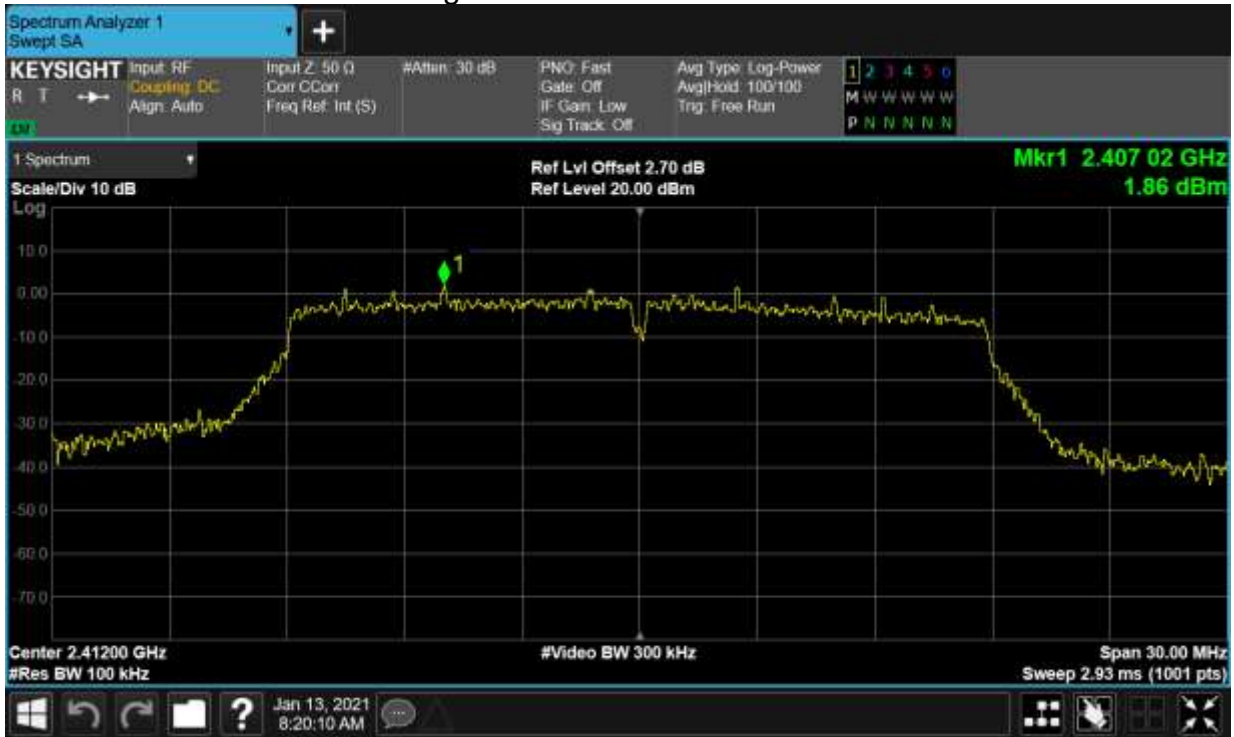 Spectrum Analyzer 1
Swept SA
+
KEYSIGHT Input: RF Input Z: 50 Ω #Atten: 30 dB PNO: Fast Avg Type: Log-Power 1 2 3 4 5 6
R T Coupling: DC Corr CCorr Gate: Off Avg|Hold: 100/100 M W W W W W
Align: Auto Freq Ref: Int (S) IF Gain: Low Trig: Free Run
Sig Track: Off P N N N N N
1 Spectrum Ref Lvl Offset 2.70 dB Mkr1 2.407 02 GHz
Scale/Div 10 dB Ref Level 20.00 dBm 1.86 dBm
Log
10.0
1
0.00
-10.0
-20.0
-30.0
-40.0
-50.0
-60.0
-70.0
Center 2.41200 GHz #Video BW 300 kHz Span 30.00 MHz
#Res BW 100 kHz Sweep 2.93 ms (1001 pts)
? Jan 13, 2021
8:20:10 AM